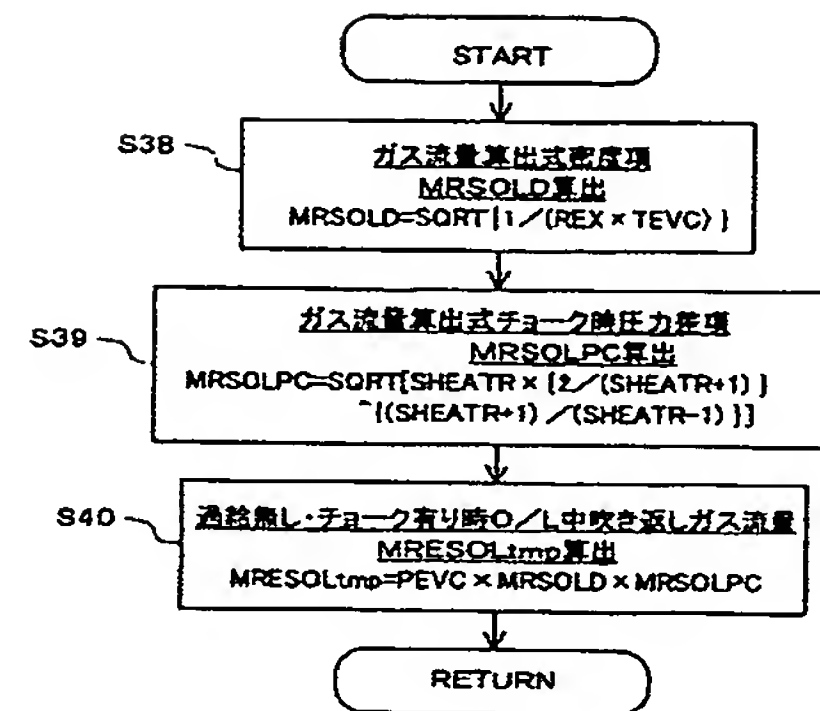 START
S38
ガス流量算出式密度項
MRSOLD算出
MRSOLD=SQRT{1／(REX×TEVC)}
S39
ガス流量算出式チョーク時圧力差項
MRSOLPC算出
MRSOLPC=SQRT[SHEATR×{2／(SHEATR+1)}
^{(SHEATR+1)／(SHEATR-1)}]
S40
過給無し・チョーク有り時O／L中吹き返しガス流量
MRESOLtmp算出
MRESOLtmp=PEVC×MRSOLD×MRSOLPC
RETURN